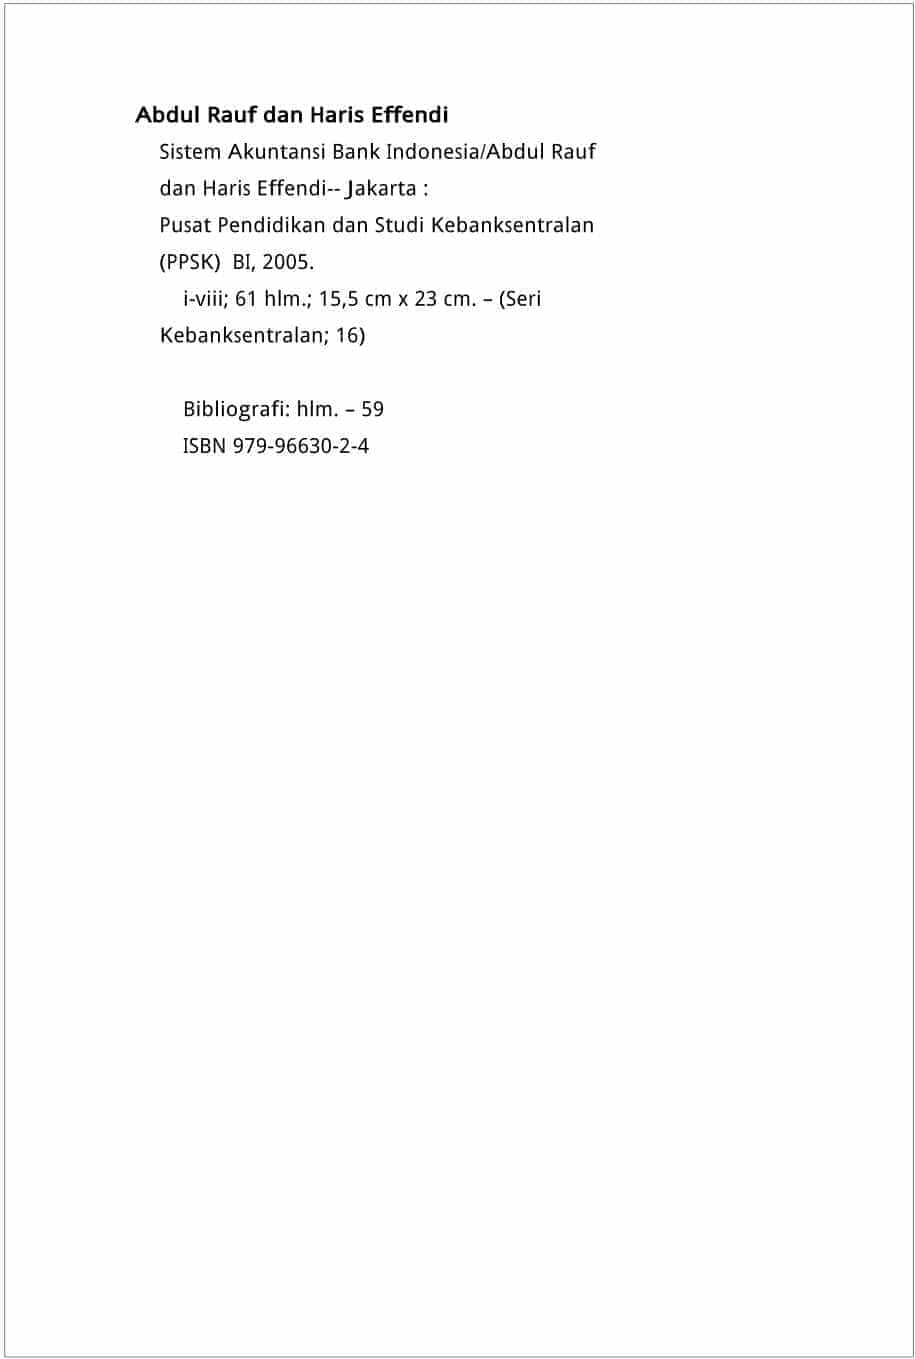 Abdul Rauf dan Haris Effendi
Sistem Akuntansi Bank Indonesia/Abdul Rauf
dan Haris Effendi-- Jakarta :
Pusat Pendidikan dan Studi Kebanksentralan
(PPSK)  BI, 2005.
i-viii; 61 hlm.; 15,5 cm x 23 cm. – (Seri
Kebanksentralan; 16)
Bibliografi: hlm. – 59
ISBN 979-96630-2-4